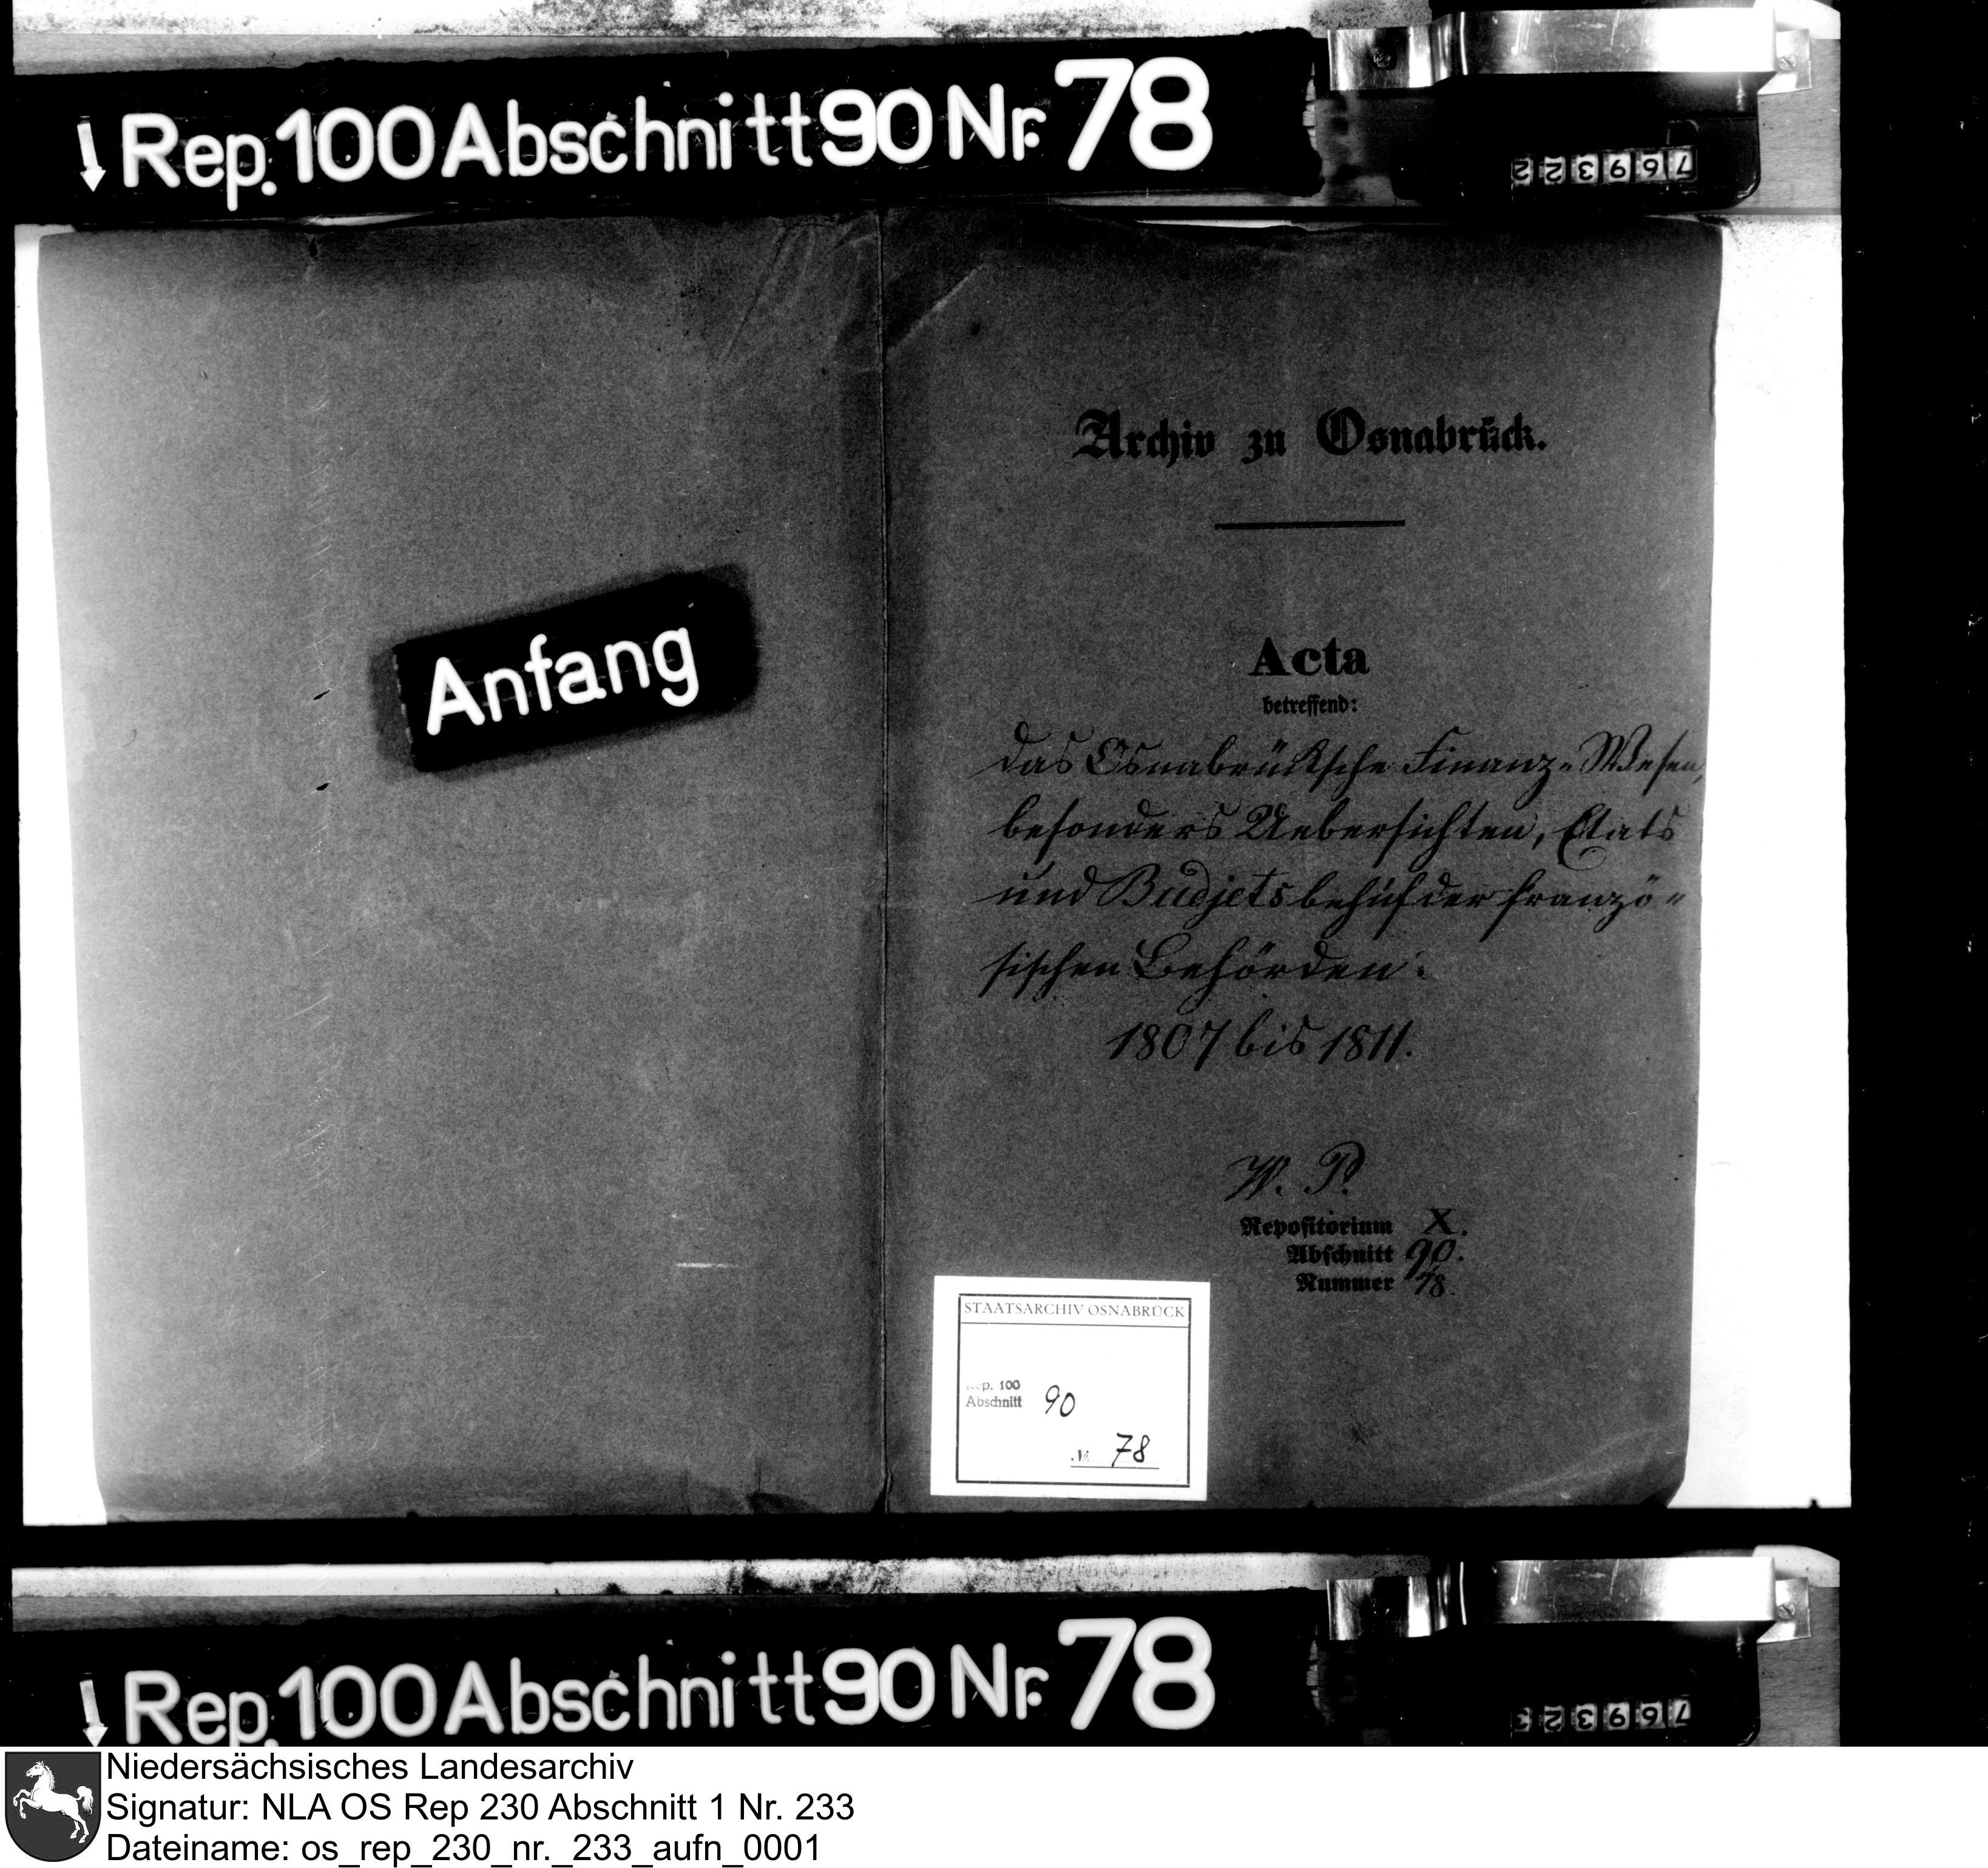 Rep. 100 Abschnitt 90 Nr. 78
769322
Archiv zu Osnabrück.
Anfang
Acta
betreffend:
das Osnabrücksche Finanz-Wesen,
besonders Uebersichten, Etats
und Budjets behuf der franzö-
sischen Behörden.
1807 bis 1811.
W. P.
Repositorium X.
Abschnitt 90.
Nummer 78.
STAATSARCHIV OSNABRÜCK
Rep. 100
Abschnitt 90
№ 78
Rep. 100 Abschnitt 90 Nr. 78
769323
Niedersächsisches Landesarchiv
Signatur: NLA OS Rep 230 Abschnitt 1 Nr. 233
Dateiname: os_rep_230_nr._233_aufn_0001